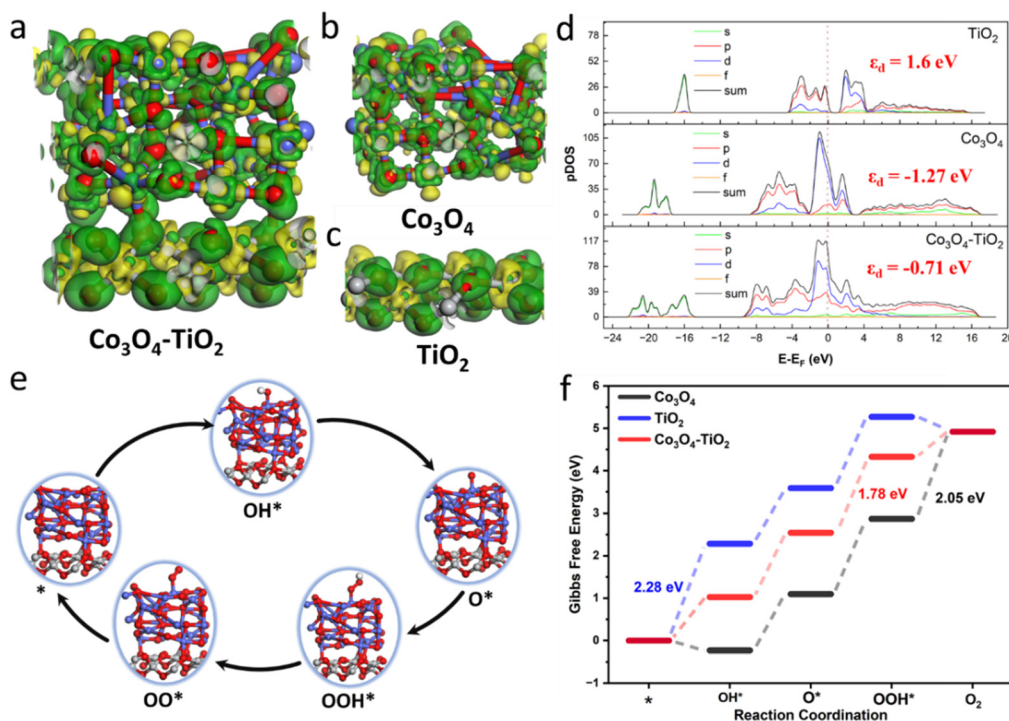 a
Co₃O₄-TiO₂
b
Co₃O₄
c
TiO₂
d
TiO₂
s
p
d
f
sum
εd = 1.6 eV
78
52
26
0
Co₃O₄
s
p
d
f
sum
εd = -1.27 eV
105
70
35
0
Co₃O₄-TiO₂
s
p
d
f
sum
εd = -0.71 eV
117
78
39
0
pDOS
−24 −20 −16 −12 −8 −4 0 4 8 12 16 20
E-EF (eV)
e
OH*
O*
OOH*
OO*
*
f
Co₃O₄
TiO₂
Co₃O₄-TiO₂
6
5
4
3
2
1
0
−1
Gibbs Free Energy (eV)
2.28 eV
1.78 eV
2.05 eV
* OH* O* OOH* O₂
Reaction Coordination